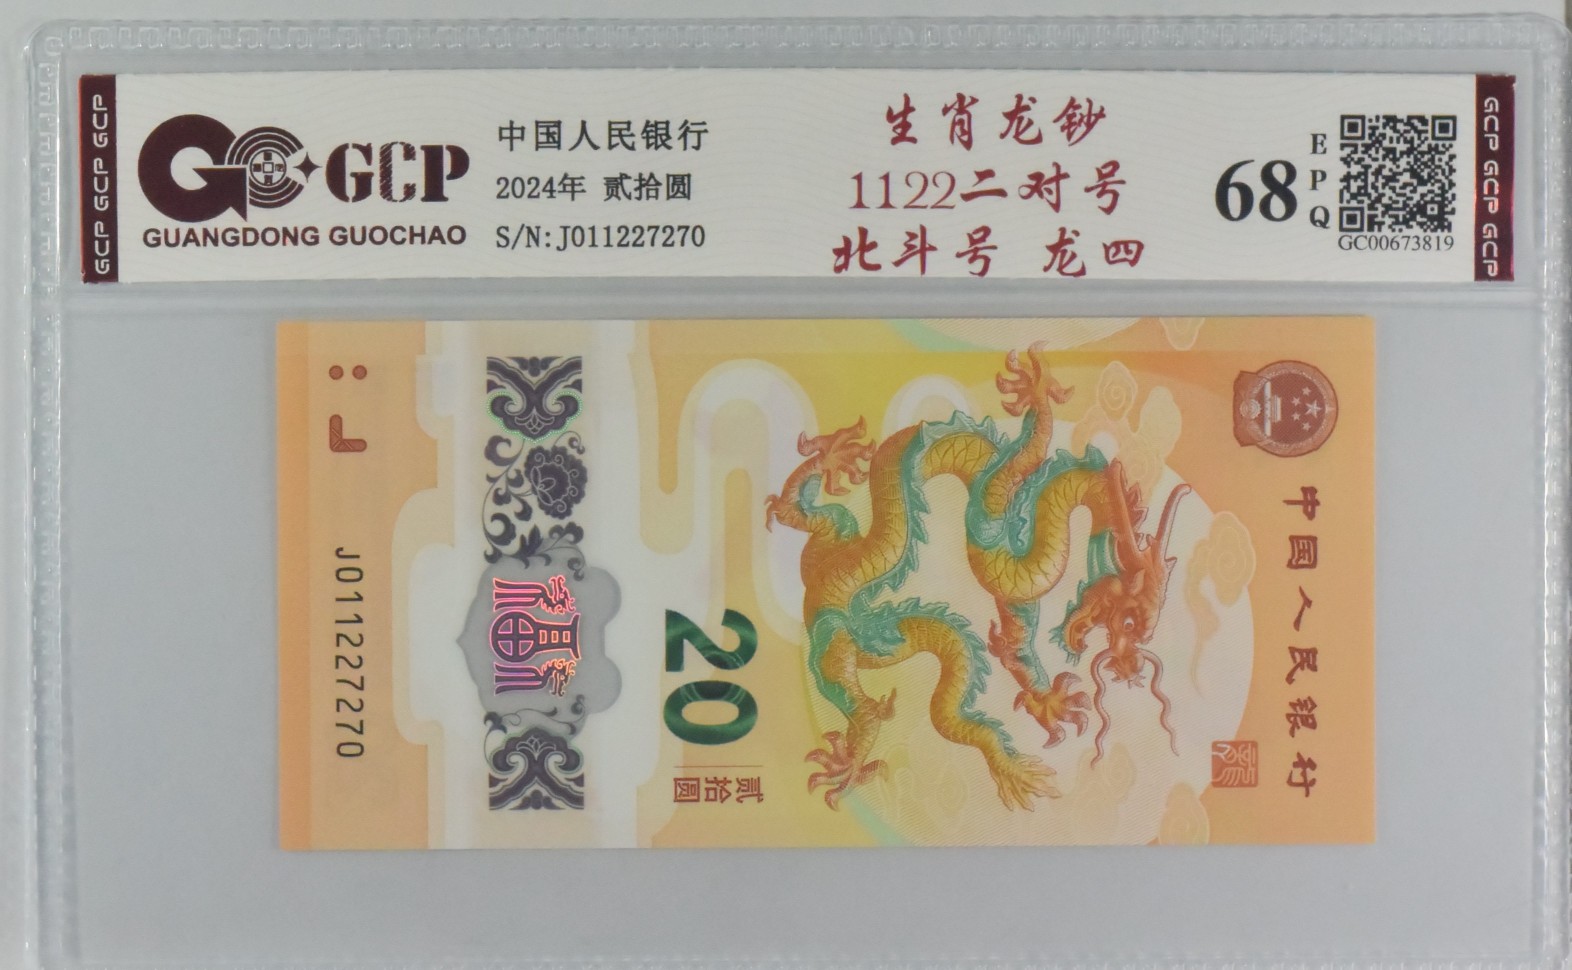 GCP GCP GCP
GCP
GUANGDONG GUOCHAO
中国人民银行
2024年 贰拾圆
S/N:J011227270
生肖龙钞
1122二对号
北斗号 龙四
68
EPQ
GC00673819
GCP GCP GCP
J011227270
20
贰拾圆
中国人民银行